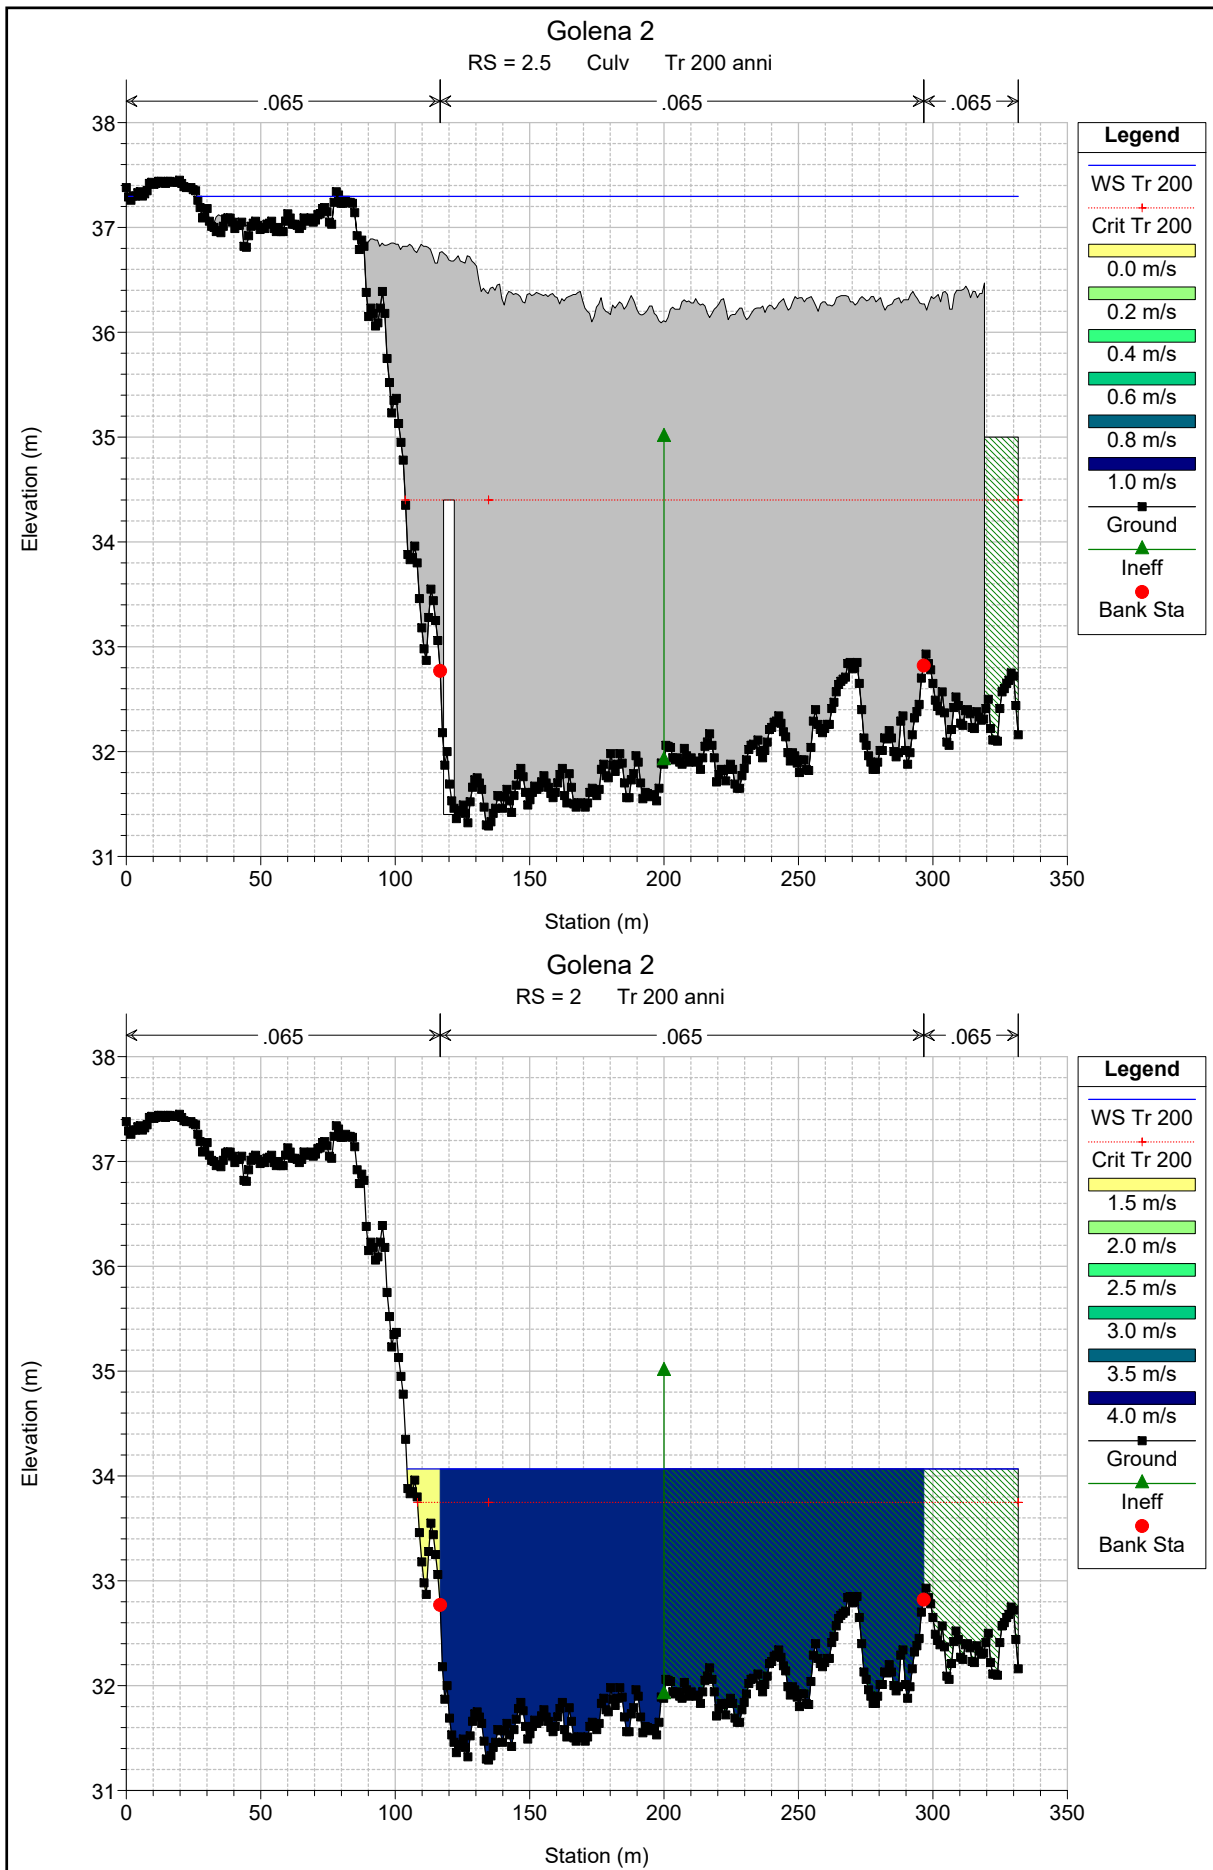 Golena 2
RS = 2.5 Culv Tr 200 anni
.065 .065 .065
38
37
36
35
34
33
32
31
Elevation (m)
0 50 100 150 200 250 300 350
Station (m)
Legend
WS Tr 200
Crit Tr 200
0.0 m/s
0.2 m/s
0.4 m/s
0.6 m/s
0.8 m/s
1.0 m/s
Ground
Ineff
Bank Sta
Golena 2
RS = 2 Tr 200 anni
.065 .065 .065
38
37
36
35
34
33
32
31
Elevation (m)
0 50 100 150 200 250 300 350
Station (m)
Legend
WS Tr 200
Crit Tr 200
1.5 m/s
2.0 m/s
2.5 m/s
3.0 m/s
3.5 m/s
4.0 m/s
Ground
Ineff
Bank Sta